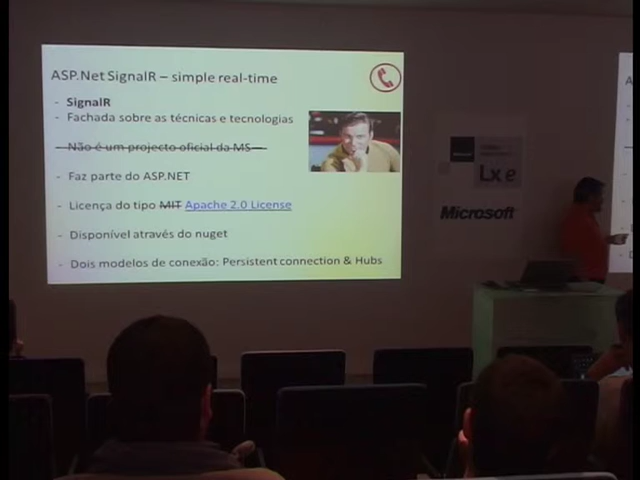 ASP.Net SignalR – simple real-time
- SignalR
- Fachada sobre as técnicas e tecnologias
- Não é um projecto oficial da MS
- Faz parte do ASP.NET
- Licença do tipo MIT Apache 2.0 License
- Disponível através do nuget
- Dois modelos de conexão: Persistent connection & Hubs
Lx e
Microsoft